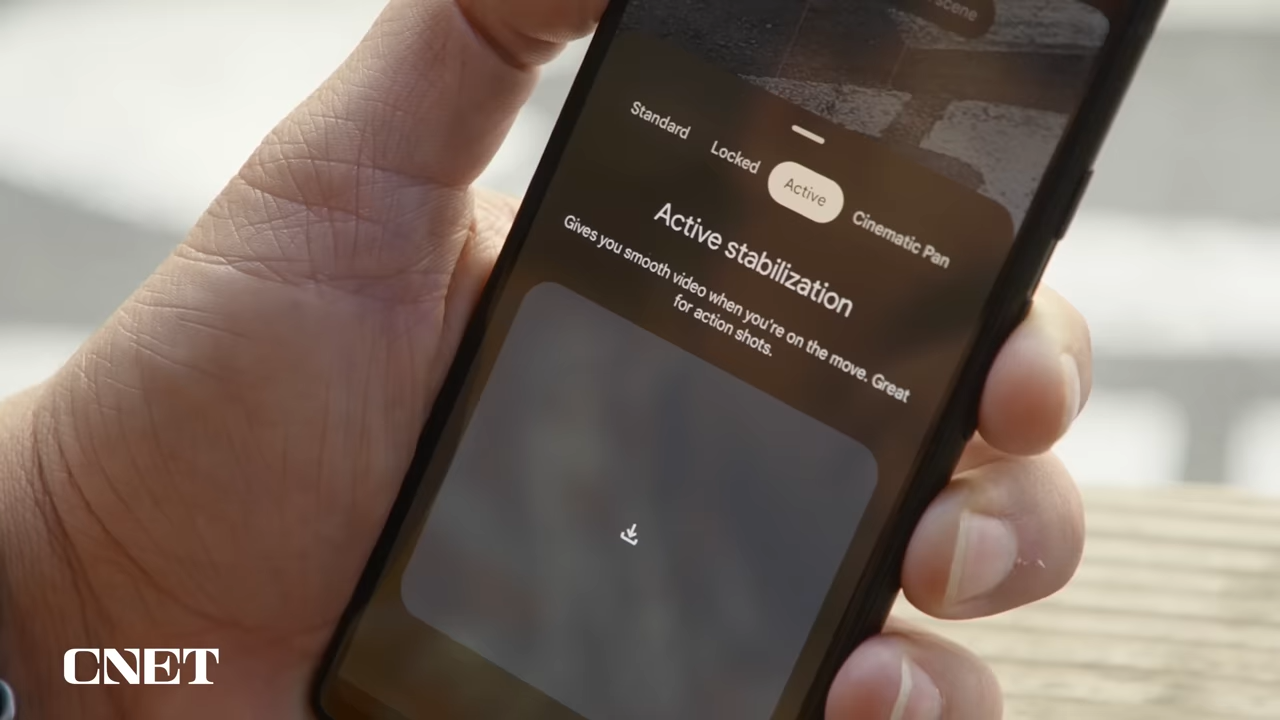 scene
Standard
Locked
Active
Cinematic Pan
Active stabilization
Gives you smooth video when you're on the move. Great
for action shots.
CNET